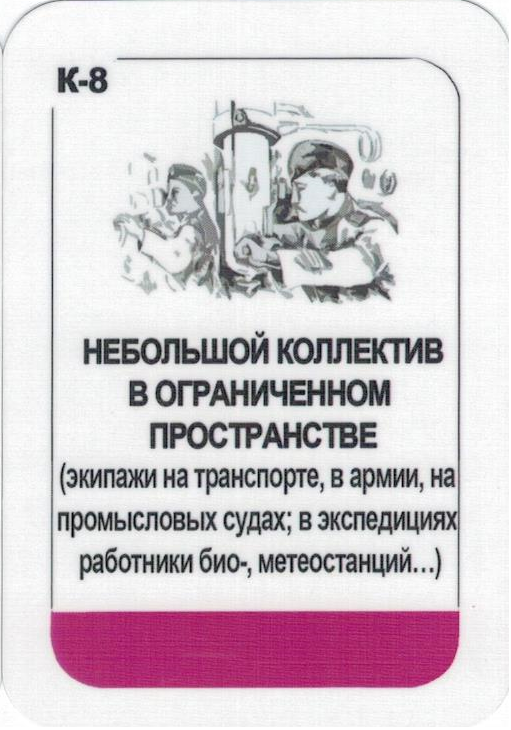 К-8
НЕБОЛЬШОЙ КОЛЛЕКТИВ
В ОГРАНИЧЕННОМ
ПРОСТРАНСТВЕ
(экипажи на транспорте, в армии, на
промысловых судах; в экспедициях
работники био-, метеостанций...)